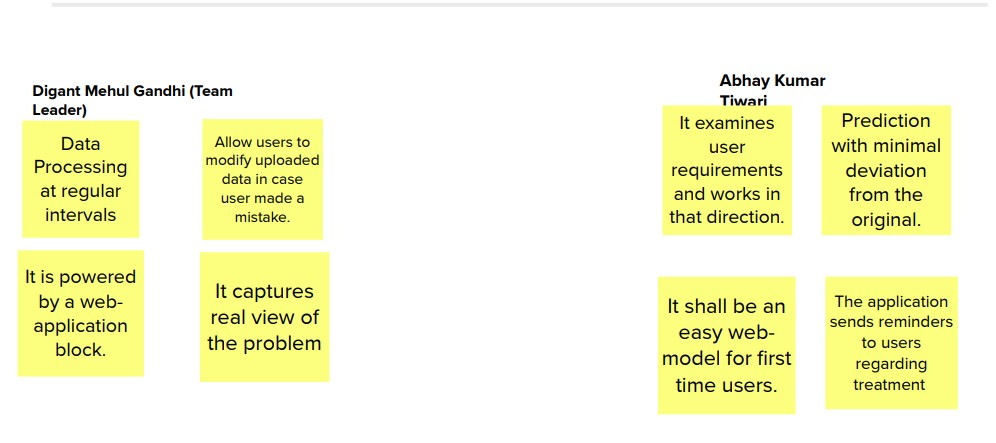 Digant Mehul Gandhi (Team
Leader)
Data
Processing
at regular
intervals
Allow users to
modify uploaded
data in case
user made a
mistake.
It is powered
by a web-
application
block.
It captures
real view of
the problem
Abhay Kumar
Tiwari
It examines
user
requirements
and works in
that direction.
Prediction
with minimal
deviation
from the
original.
It shall be an
easy web-
model for first
time users.
The application
sends reminders
to users
regarding
treatment